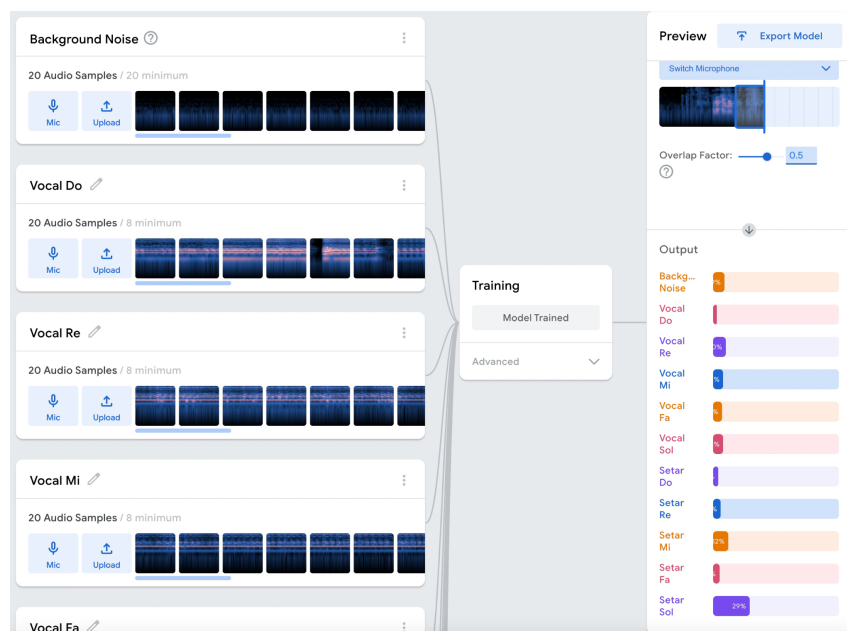 Background Noise
20 Audio Samples / 20 minimum
Mic
Upload
Vocal Do
20 Audio Samples / 8 minimum
Mic
Upload
Vocal Re
20 Audio Samples / 8 minimum
Mic
Upload
Vocal Mi
20 Audio Samples / 8 minimum
Mic
Upload
Vocal Fa
Training
Model Trained
Advanced
Preview
Export Model
Switch Microphone
Overlap Factor:
0.5
Output
Backg...
Noise
Vocal
Do
Vocal
Re
Vocal
Mi
Vocal
Fa
Vocal
Sol
Setar
Do
Setar
Re
Setar
Mi
Setar
Fa
Setar
Sol
29%